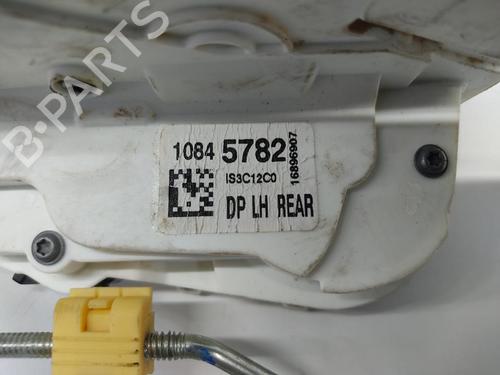 B-PARTS
1084 5782
IS3C12C0
DP LH REAR
16896907